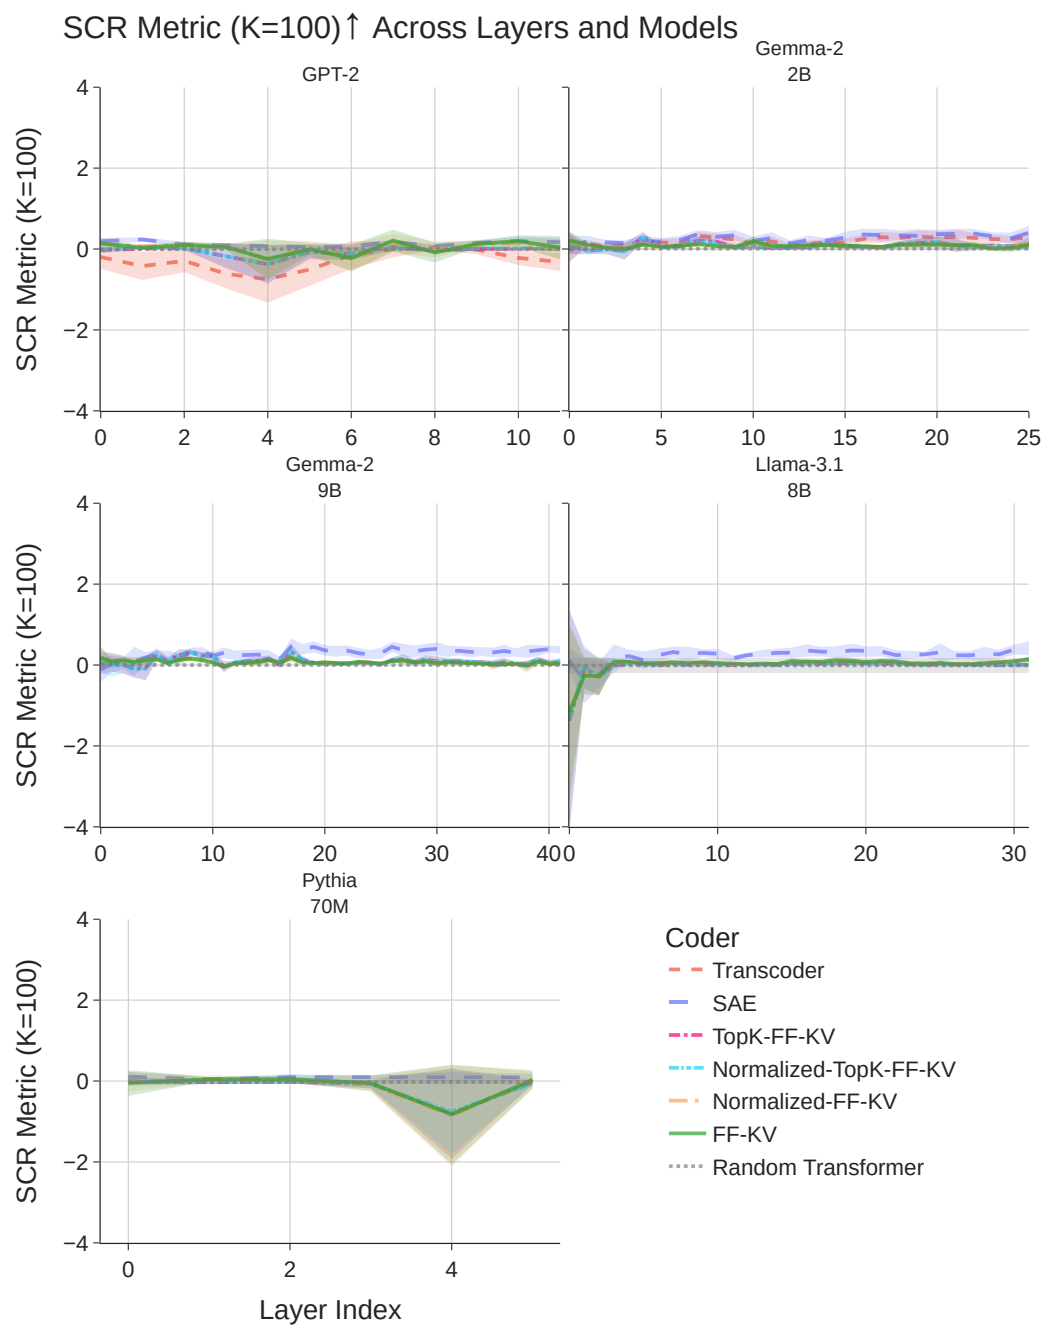 SCR Metric (K=100)↑ Across Layers and Models
GPT-2
Gemma-2
2B
SCR Metric (K=100)
4
2
0
−2
−4
0 2 4 6 8 10
0 5 10 15 20 25
Gemma-2
9B
Llama-3.1
8B
SCR Metric (K=100)
4
2
0
−2
−4
0 10 20 30 40
0 10 20 30
Pythia
70M
SCR Metric (K=100)
4
2
0
−2
−4
0 2 4
Layer Index
Coder
Transcoder
SAE
TopK-FF-KV
Normalized-TopK-FF-KV
Normalized-FF-KV
FF-KV
Random Transformer